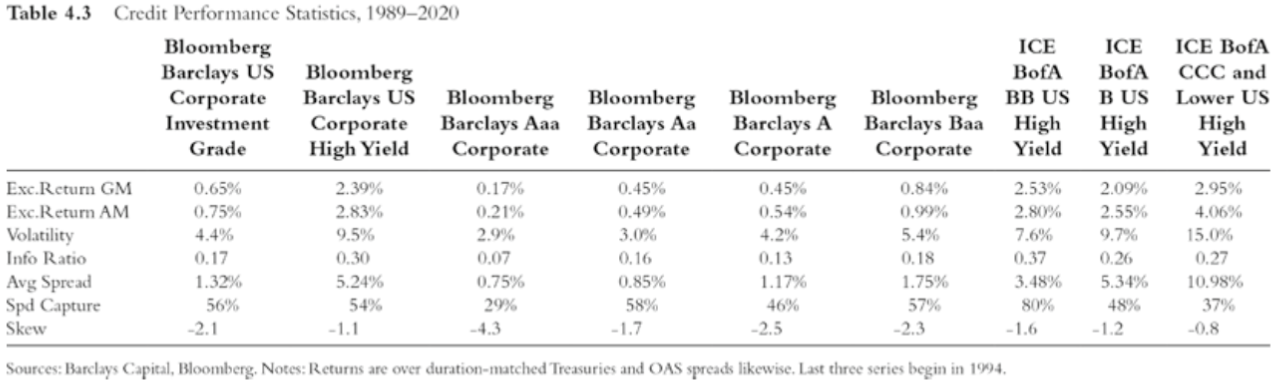 Table 4.3 Credit Performance Statistics, 1989–2020
Bloomberg ICE ICE ICE BofA
Barclays US Bloomberg BofA BofA CCC and
Corporate Barclays US Bloomberg Bloomberg Bloomberg Bloomberg BB US B US Lower US
Investment Corporate Barclays Aaa Barclays Aa Barclays A Barclays Baa High High High
Grade High Yield Corporate Corporate Corporate Corporate Yield Yield Yield
Exc.Return GM 0.65% 2.39% 0.17% 0.45% 0.45% 0.84% 2.53% 2.09% 2.95%
Exc.Return AM 0.75% 2.83% 0.21% 0.49% 0.54% 0.99% 2.80% 2.55% 4.06%
Volatility 4.4% 9.5% 2.9% 3.0% 4.2% 5.4% 7.6% 9.7% 15.0%
Info Ratio 0.17 0.30 0.07 0.16 0.13 0.18 0.37 0.26 0.27
Avg Spread 1.32% 5.24% 0.75% 0.85% 1.17% 1.75% 3.48% 5.34% 10.98%
Spd Capture 56% 54% 29% 58% 46% 57% 80% 48% 37%
Skew -2.1 -1.1 -4.3 -1.7 -2.5 -2.3 -1.6 -1.2 -0.8
Sources: Barclays Capital, Bloomberg. Notes: Returns are over duration-matched Treasuries and OAS spreads likewise. Last three series begin in 1994.